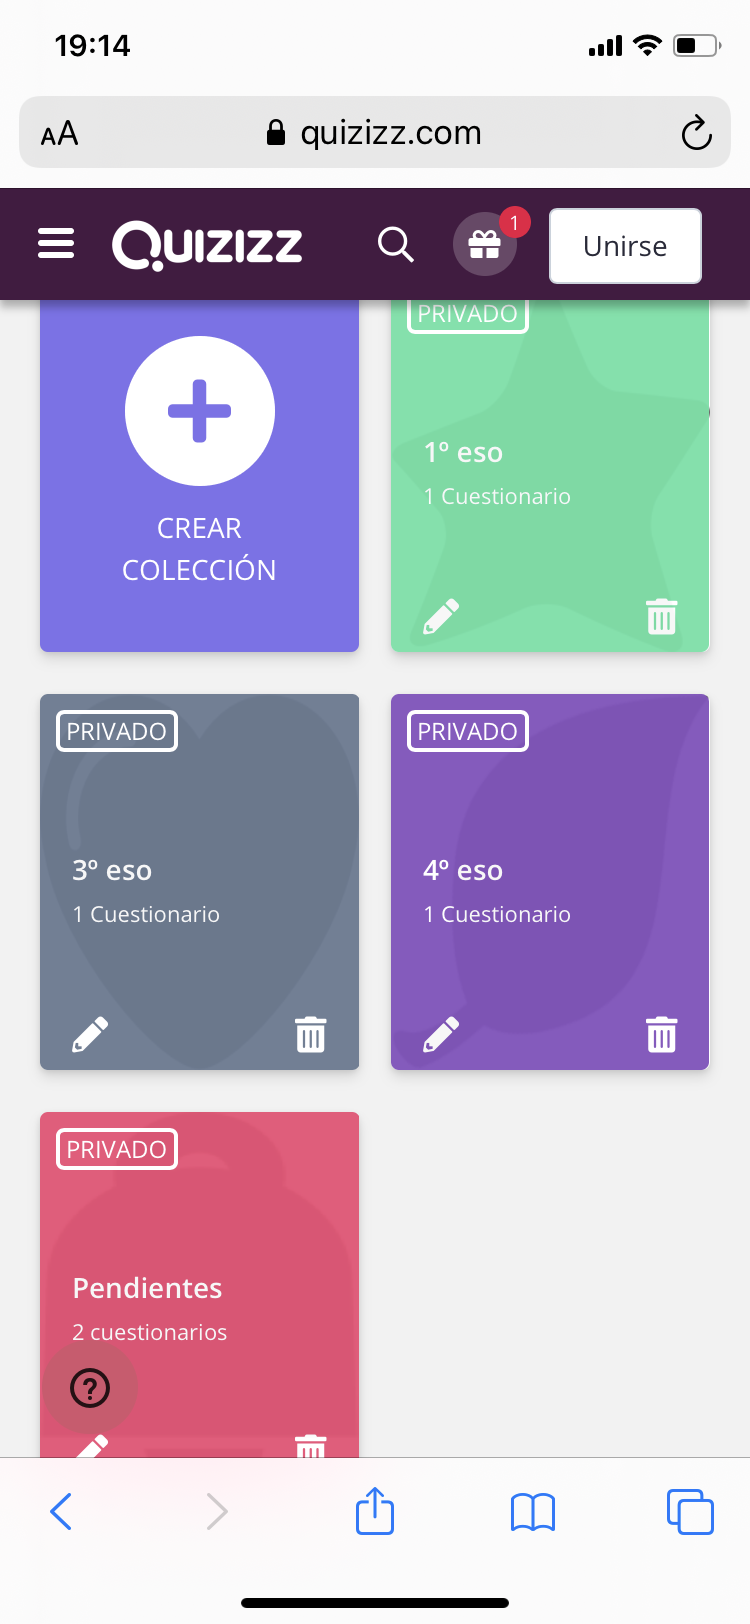 19:14
AA quizizz.com
Quizizz 1 Unirse
PRIVADO
CREAR
COLECCIÓN
1º eso
1 Cuestionario
PRIVADO
3º eso
1 Cuestionario
PRIVADO
4º eso
1 Cuestionario
PRIVADO
Pendientes
2 cuestionarios
?